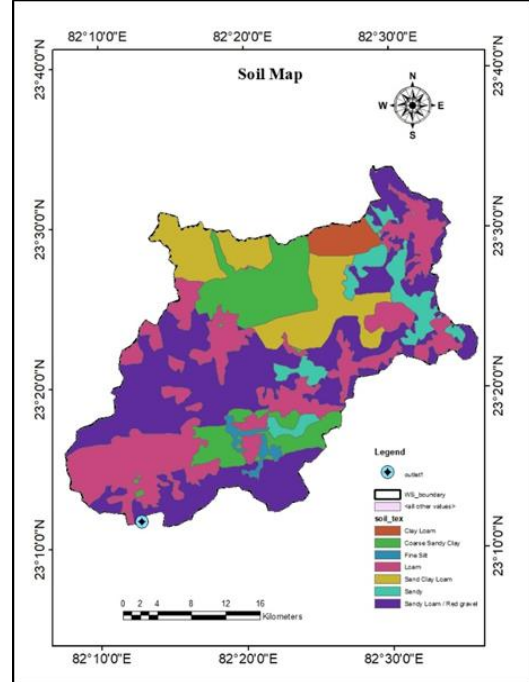 82°10'0"E 82°20'0"E 82°30'0"E
23°40'0"N 23°40'0"N
Soil Map
N
W E
S
23°30'0"N 23°30'0"N
23°20'0"N 23°20'0"N
Legend
outlet1
WS_boundary
<all other values>
soil_tex
Clay Loam
Coarse Sandy Clay
Fine Silt
Loam
Sand Clay Loam
Sandy
Sandy Loam / Red gravel
23°10'0"N 23°10'0"N
0 2 4 8 12 16
Kilometers
82°10'0"E 82°20'0"E 82°30'0"E